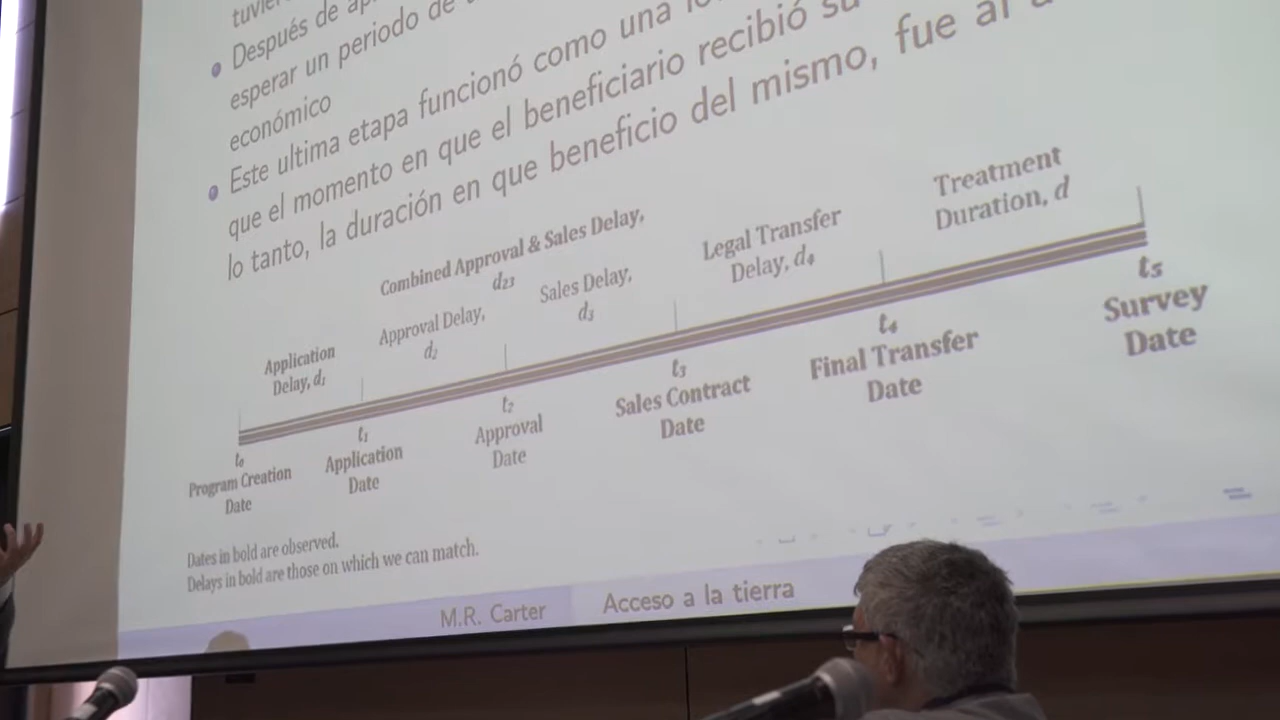 Después de
esperar un periodo de
económico
Este ultima etapa funcionó como una
que el momento en que el beneficiario recibió su
lo tanto, la duración en que beneficio del mismo, fue al
Treatment
Duration, d
Legal Transfer
Delay, d₄
Combined Approval & Sales Delay,
d₂₃
Sales Delay,
d₃
Approval Delay,
d₂
Application
Delay, d₁
t₀
Program Creation
Date
t₁
Application
Date
t₂
Approval
Date
t₃
Sales Contract
Date
t₄
Final Transfer
Date
t₅
Survey
Date
Dates in bold are observed.
Delays in bold are those on which we can match.
M.R. Carter Acceso a la tierra